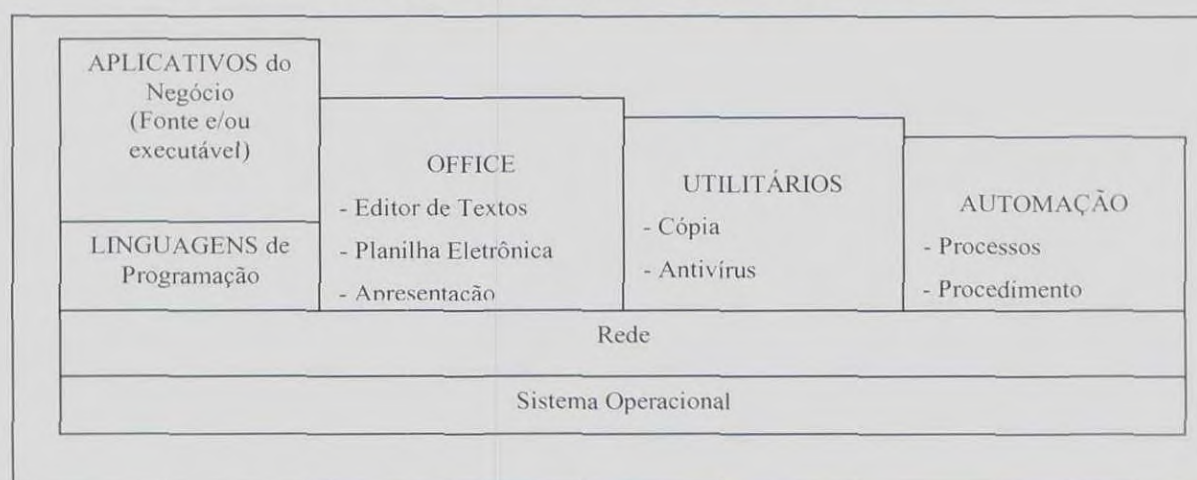 APLICATIVOS do
Negócio
(Fonte e/ou
executável)
LINGUAGENS de
Programação
OFFICE
- Editor de Textos
- Planilha Eletrônica
- Apresentação
UTILITÁRIOS
- Cópia
- Antivírus
AUTOMAÇÃO
- Processos
- Procedimento
Rede
Sistema Operacional